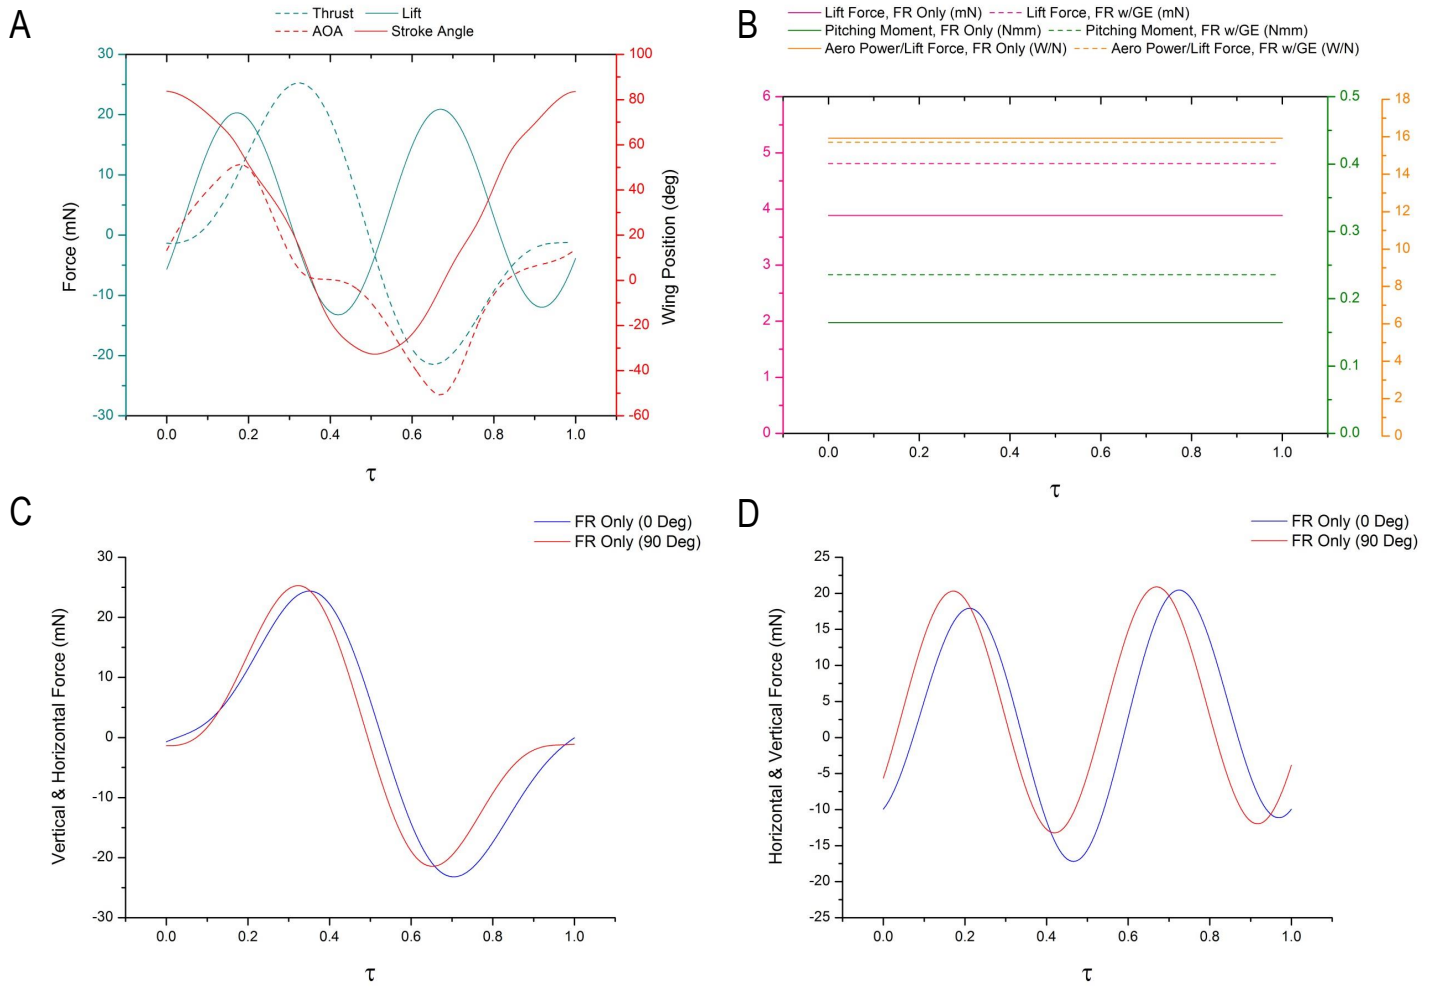 A
Thrust Lift
AOA Stroke Angle
30
20
10
0
-10
-20
-30
Force (mN)
100
80
60
40
20
0
-20
-40
-60
Wing Position (deg)
0.0 0.2 0.4 0.6 0.8 1.0
τ
B
Lift Force, FR Only (mN) Lift Force, FR w/GE (mN)
Pitching Moment, FR Only (Nmm) Pitching Moment, FR w/GE (Nmm)
Aero Power/Lift Force, FR Only (W/N) Aero Power/Lift Force, FR w/GE (W/N)
6
5
4
3
2
1
0
0.5
0.4
0.3
0.2
0.1
0.0
18
16
14
12
10
8
6
4
2
0
0.0 0.2 0.4 0.6 0.8 1.0
τ
C
FR Only (0 Deg)
FR Only (90 Deg)
30
20
10
0
-10
-20
-30
Vertical & Horizontal Force (mN)
0.0 0.2 0.4 0.6 0.8 1.0
τ
D
FR Only (0 Deg)
FR Only (90 Deg)
25
20
15
10
5
0
-5
-10
-15
-20
-25
Horizontal & Vertical Force (mN)
0.0 0.2 0.4 0.6 0.8 1.0
τ